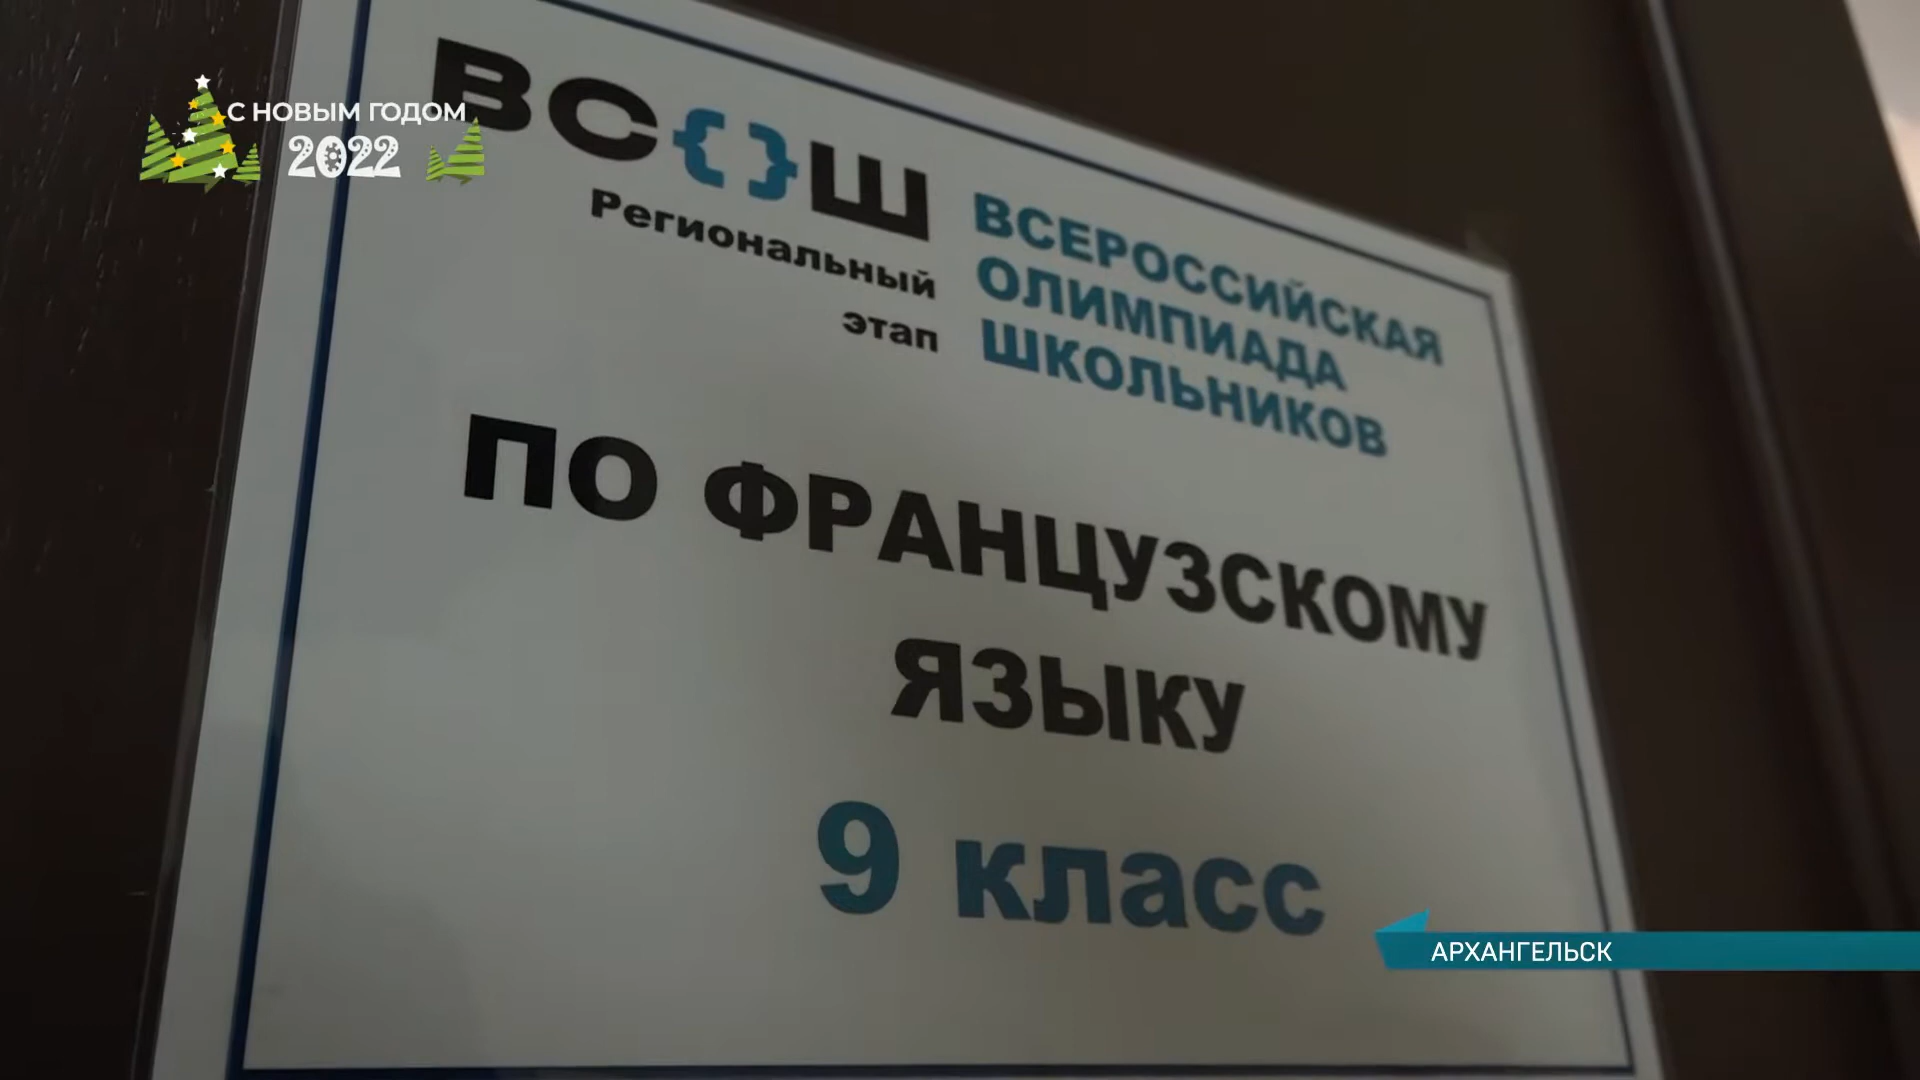 С НОВЫМ ГОДОМ
2022
ВС{}Ш
Региональный
этап
ВСЕРОССИЙСКАЯ
ОЛИМПИАДА
ШКОЛЬНИКОВ
ПО ФРАНЦУЗСКОМУ
ЯЗЫКУ
9 класс
АРХАНГЕЛЬСК